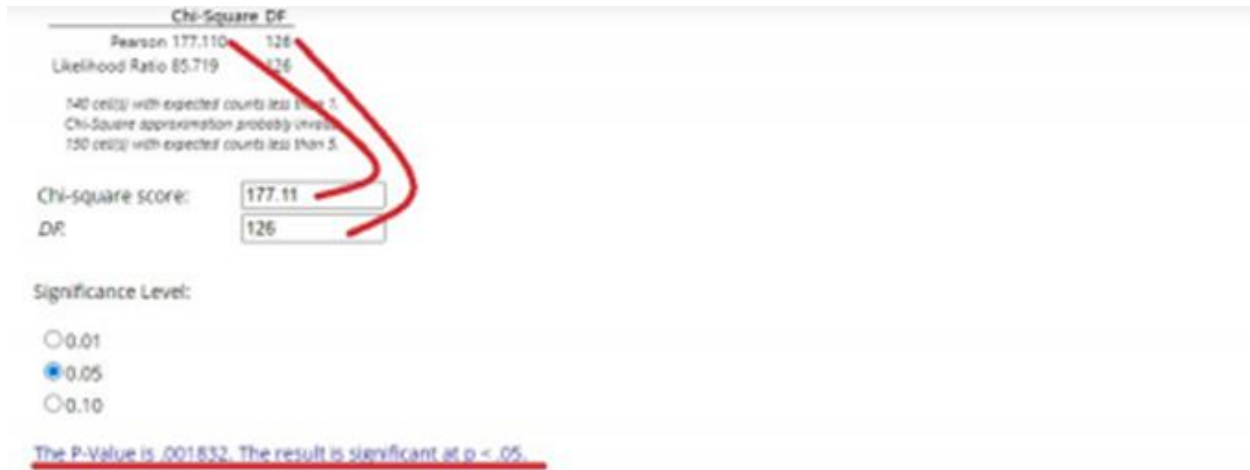 Chi-Square DF
Pearson 177.110 126
Likelihood Ratio 85.719 126
140 cell(s) with expected counts less than 1.
Chi-Square approximation probably
150 cell(s) with expected counts less than 5.
Chi-square score: 177.11
DF: 126
Significance Level:
0.01
0.05
0.10
The P-Value is .001832. The result is significant at p < .05.